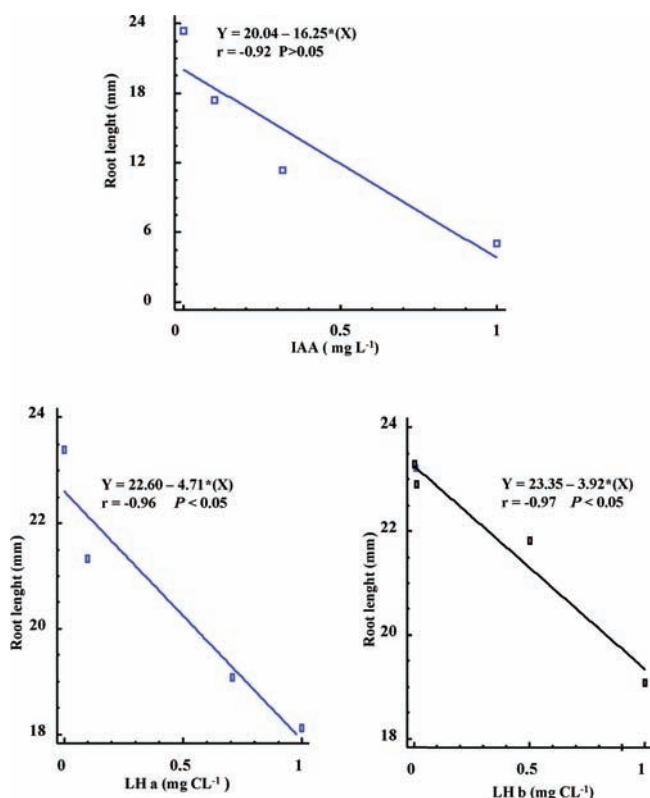 24
18
12
6
0
Root lenght (mm)
Y = 20.04 – 16.25*(X)
r = -0.92 P>0.05
0
0.5
1
IAA ( mg L-1)
24
22
20
18
Root lenght (mm)
Y = 22.60 – 4.71*(X)
r = -0.96 P < 0.05
0
0.5
1
LH a (mg CL-1)
24
22
20
18
Root lenght (mm)
Y = 23.35 – 3.92*(X)
r = -0.97 P < 0.05
0
0.5
1
LH b (mg CL-1)